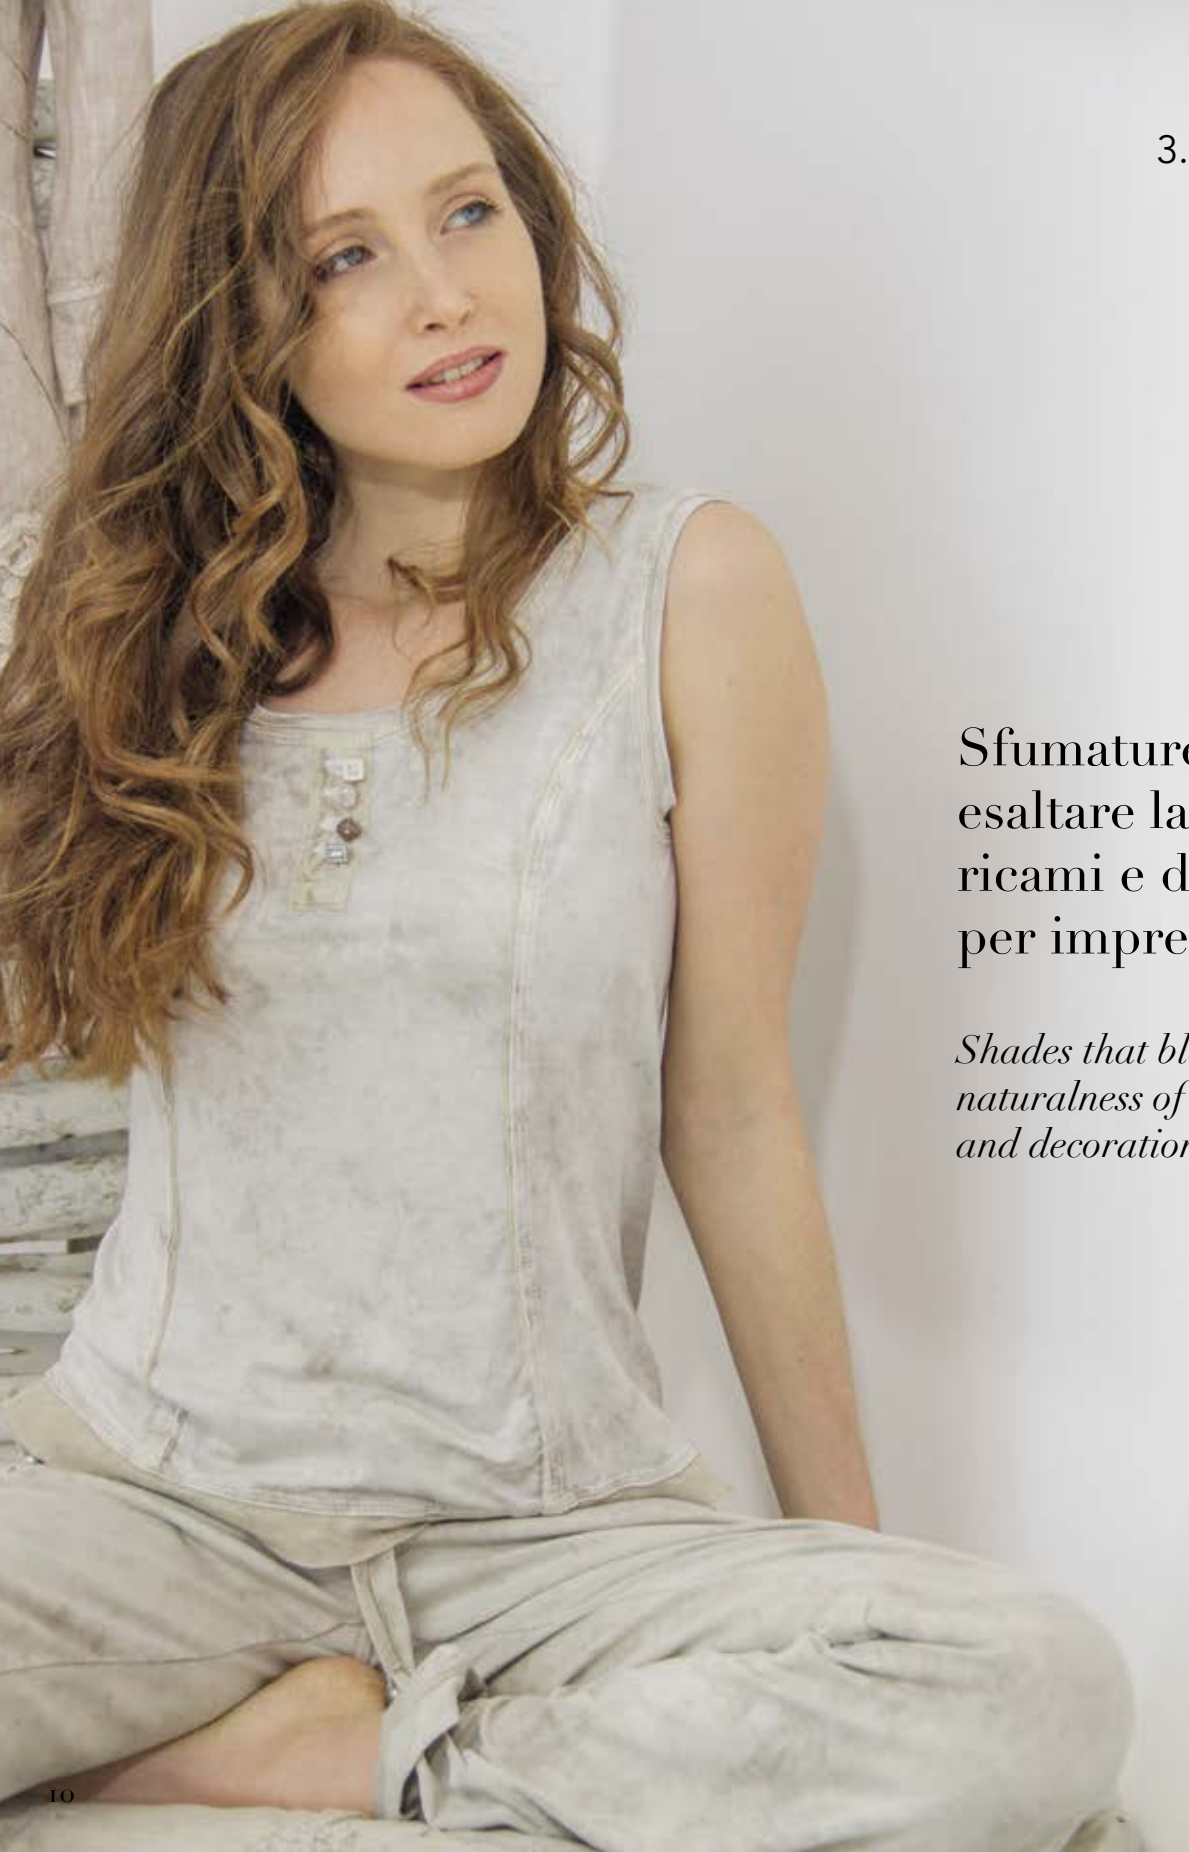 3.
Sfumature
esaltare la
ricami e d
per impre
Shades that bl
naturalness of
and decoration
10